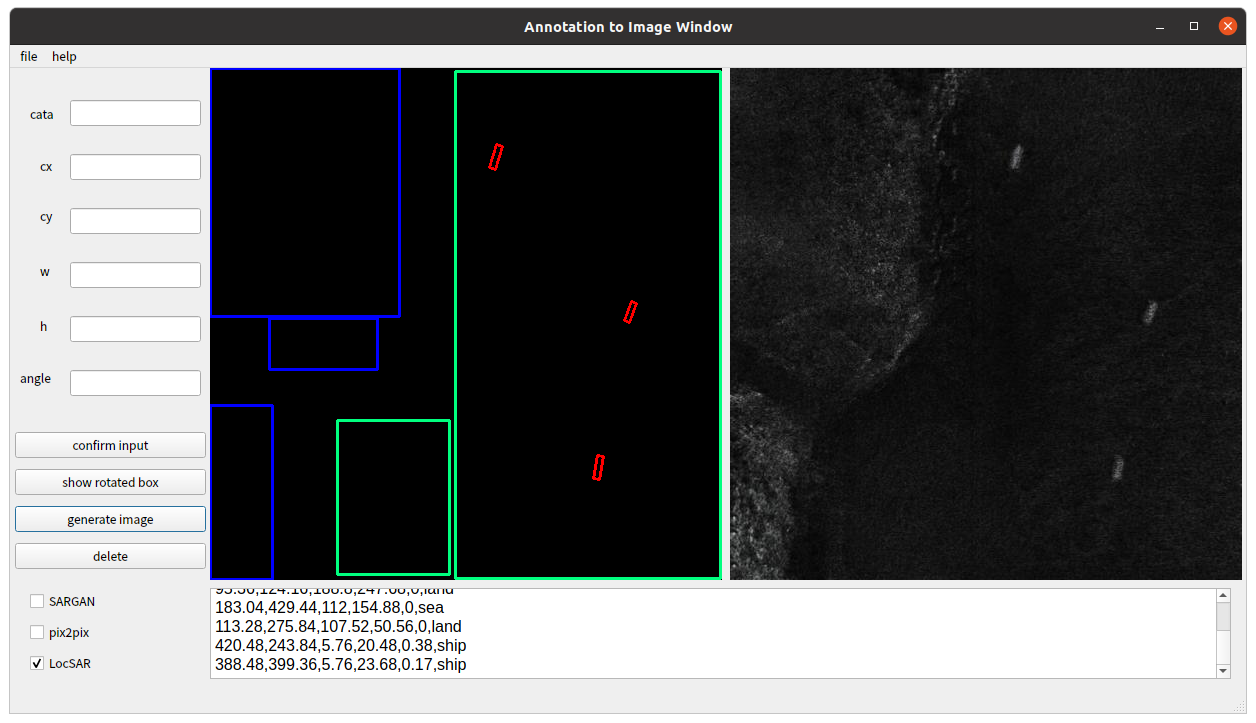 Annotation to Image Window
file help
cata
cx
cy
w
h
angle
confirm input
show rotated box
generate image
delete
SARGAN
pix2pix
LocSAR
183.04,429.44,112,154.88,0,sea
113.28,275.84,107.52,50.56,0,land
420.48,243.84,5.76,20.48,0.38,ship
388.48,399.36,5.76,23.68,0.17,ship